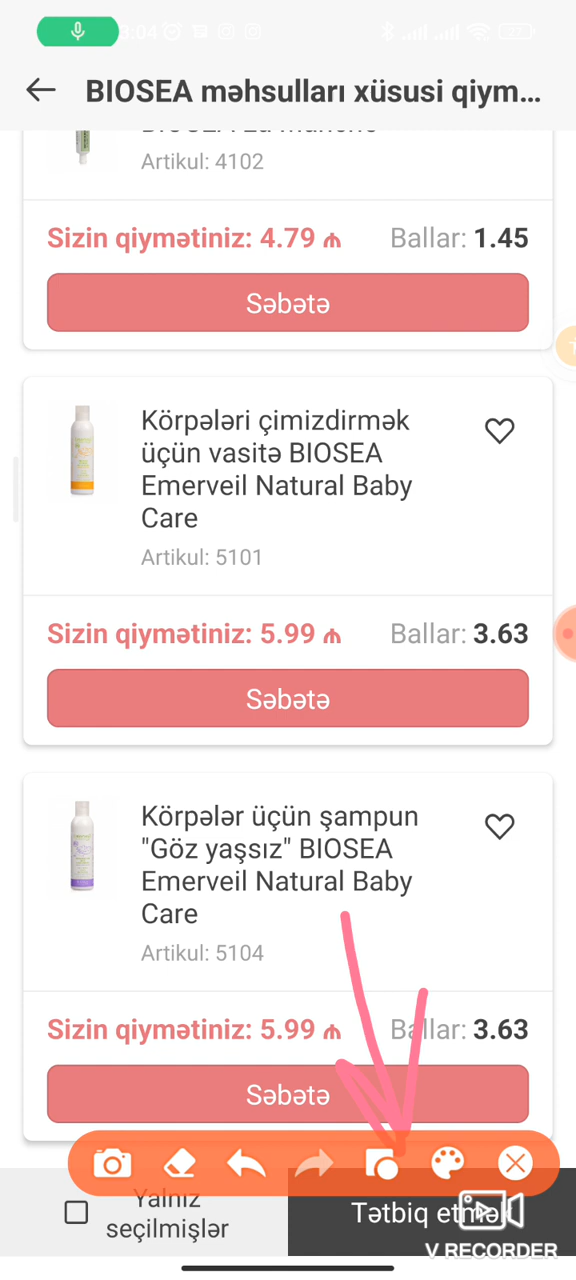 BIOSEA məhsulları xüsusi qiym...
Artikul: 4102
Sizin qiymətiniz: 4.79 ₼ Ballar: 1.45
Səbətə
Körpələri çimizdirmək
üçün vasitə BIOSEA
Emerveil Natural Baby
Care
Artikul: 5101
Sizin qiymətiniz: 5.99 ₼ Ballar: 3.63
Səbətə
Körpələr üçün şampun
"Göz yaşsız" BIOSEA
Emerveil Natural Baby
Care
Artikul: 5104
Sizin qiymətiniz: 5.99 ₼ Ballar: 3.63
Səbətə
Yalnız
seçilmişlər
Tətbiq etmək
V RECORDER